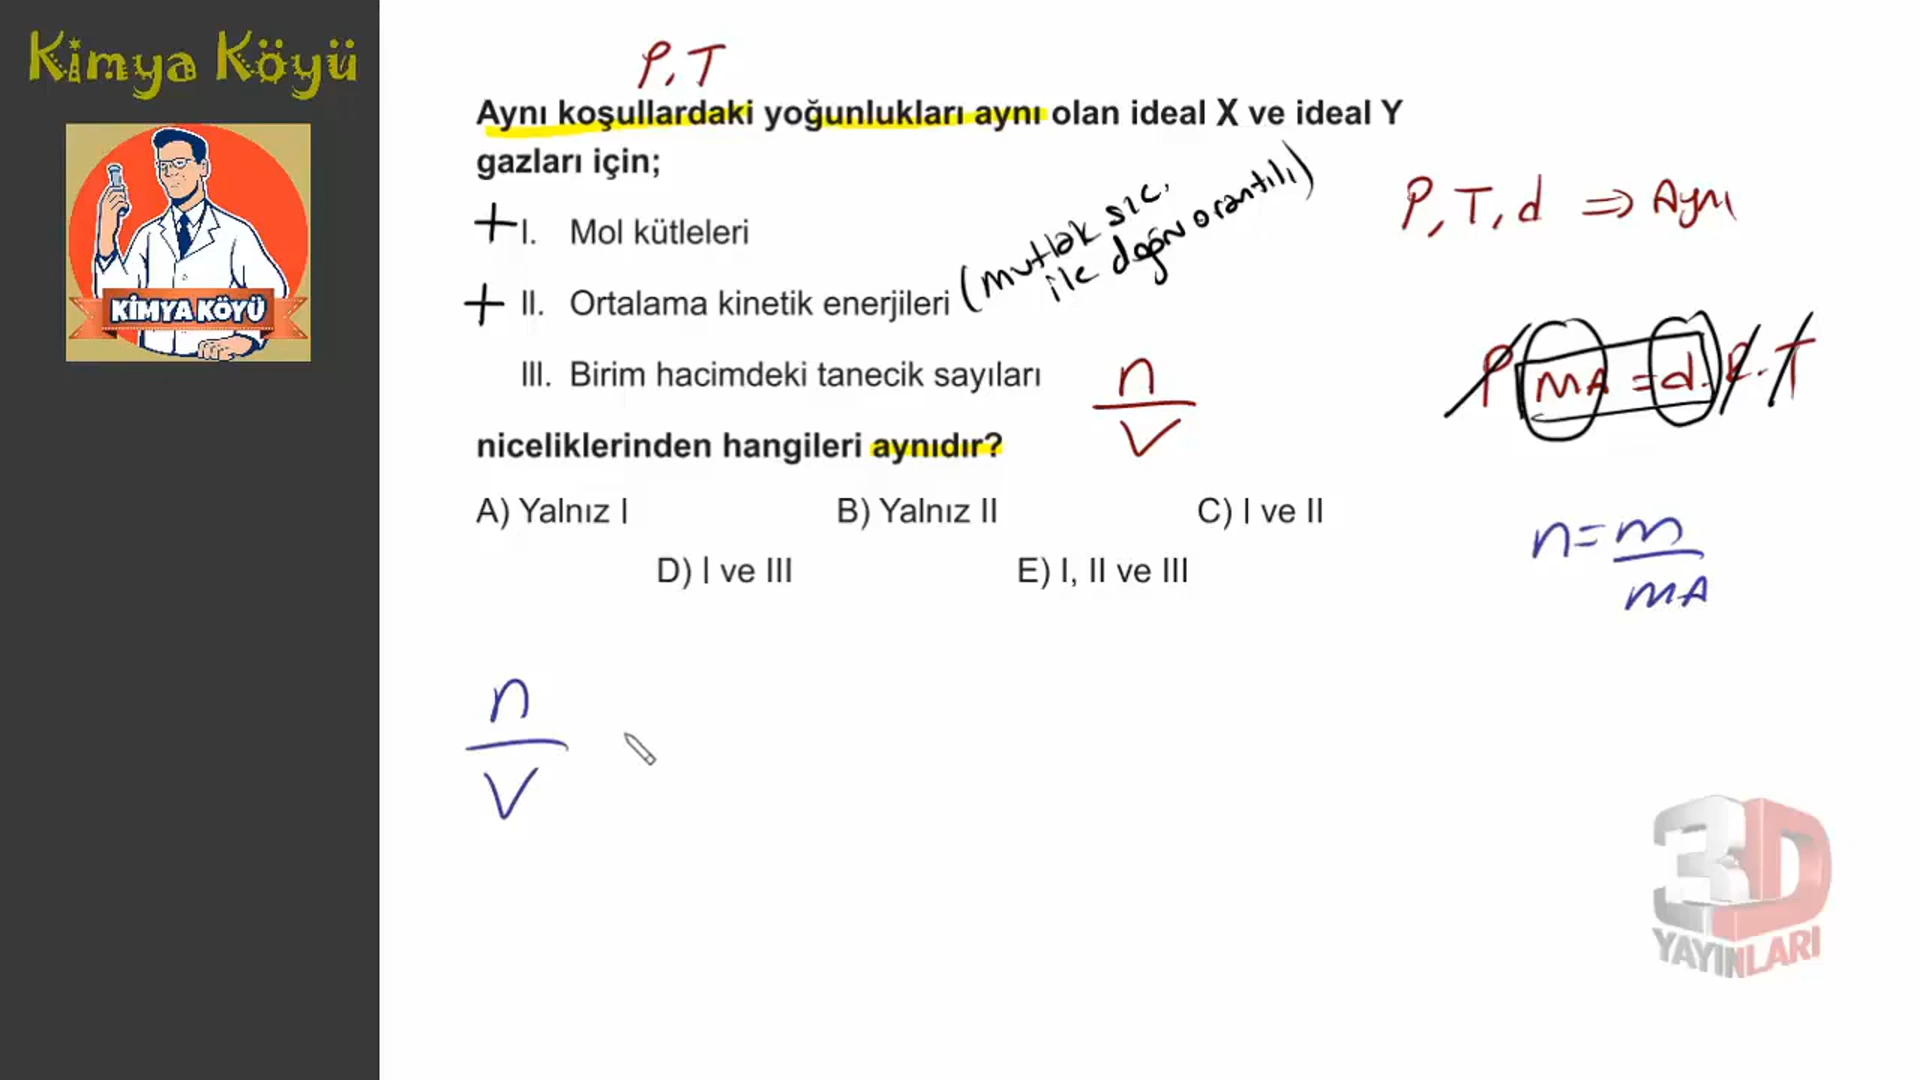 Kimya Köyü
KİMYA KÖYÜ
P, T
Aynı koşullardaki yoğunlukları aynı olan ideal X ve ideal Y
gazları için;
+ I. Mol kütleleri
+ II. Ortalama kinetik enerjileri (mutlak sıc.
ile doğru orantılı)
III. Birim hacimdeki tanecik sayıları
n
V
niceliklerinden hangileri aynıdır?
A) Yalnız I B) Yalnız II C) I ve II
D) I ve III E) I, II ve III
P, T, d ⇒ Aynı
P MA = d. R. T
n = m
MA
n
V
3D
YAYINLARI